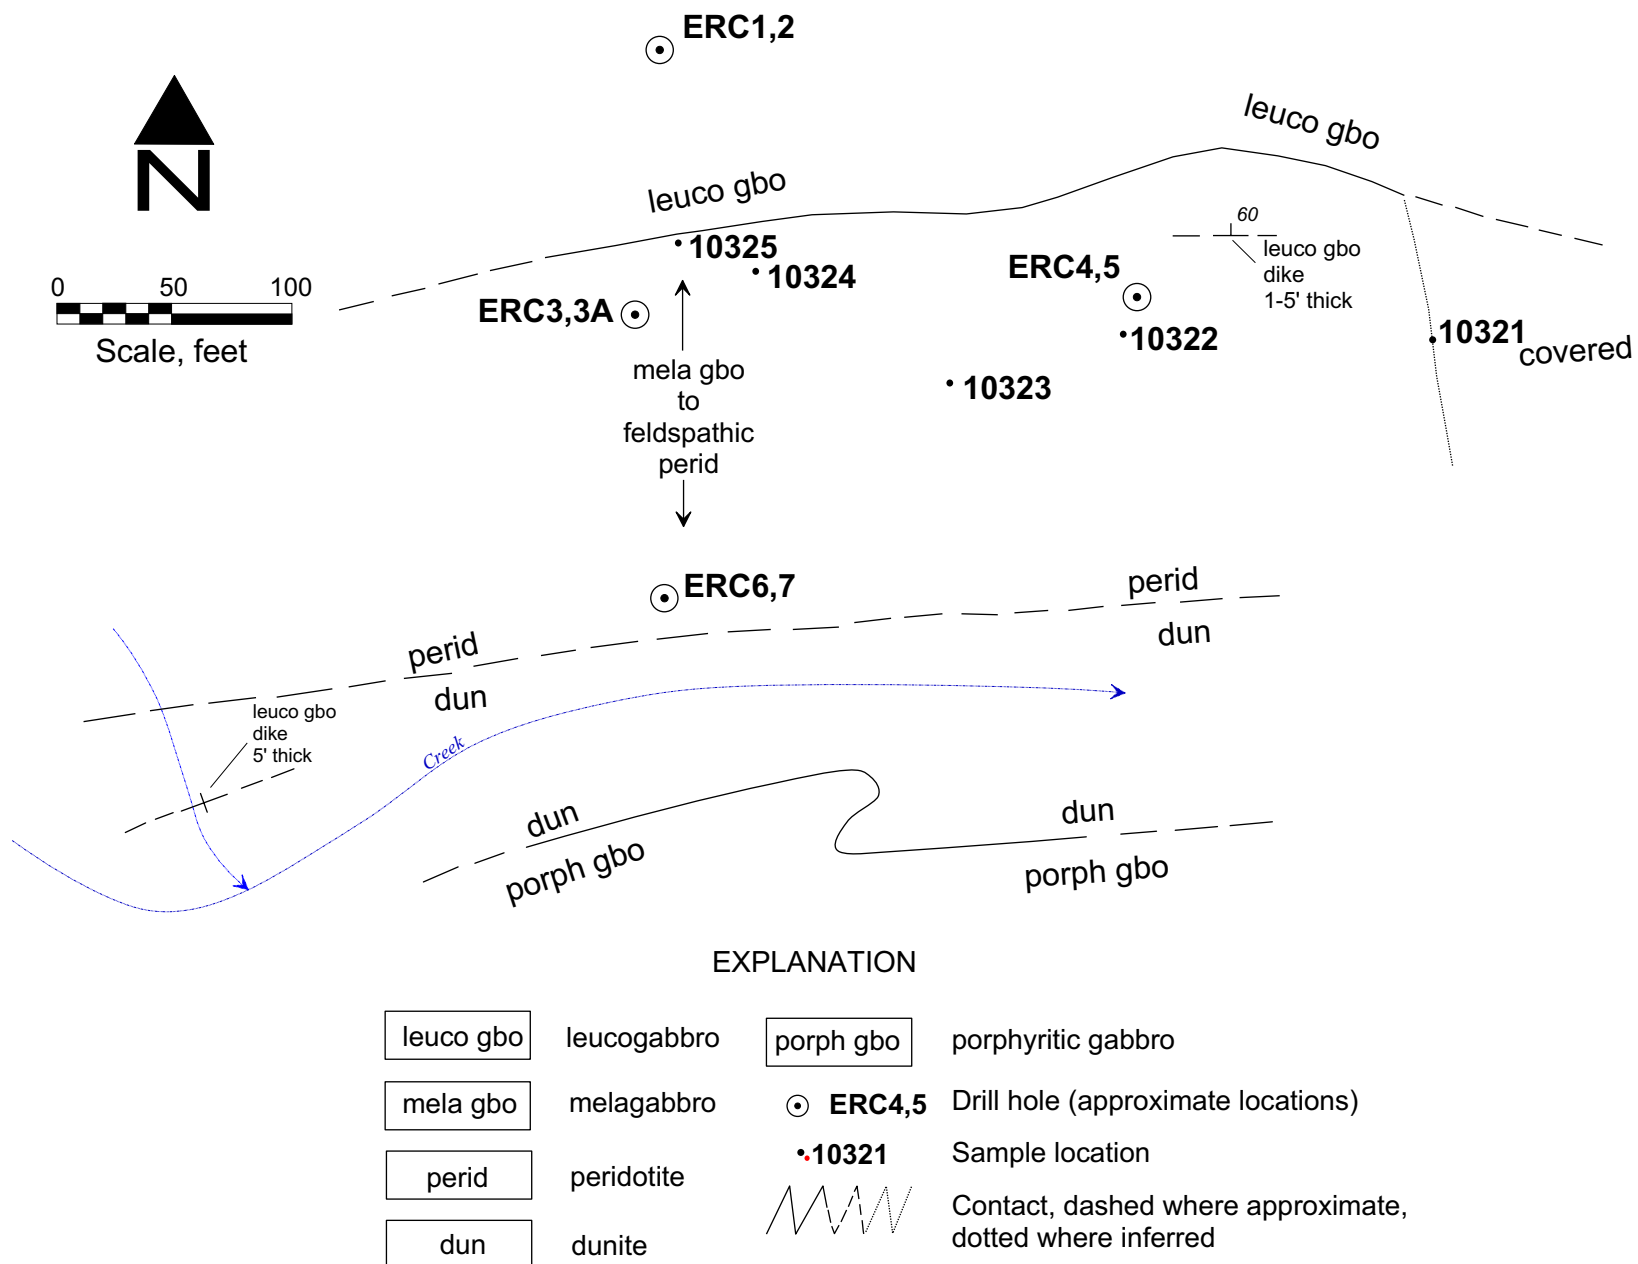 ERC1,2
N
leuco gbo
leuco gbo
60
10325
10324
ERC4,5
leuco gbo
dike
1-5' thick
0 50 100
Scale, feet
ERC3,3A
10322
10321
covered
mela gbo
to
feldspathic
perid
10323
ERC6,7
perid
dun
perid
dun
leuco gbo
dike
5' thick
Creek
dun
porph gbo
dun
porph gbo
EXPLANATION
leuco gbo leucogabbro
mela gbo melagabbro
perid peridotite
dun dunite
porph gbo porphyritic gabbro
ERC4,5 Drill hole (approximate locations)
10321 Sample location
Contact, dashed where approximate,
dotted where inferred